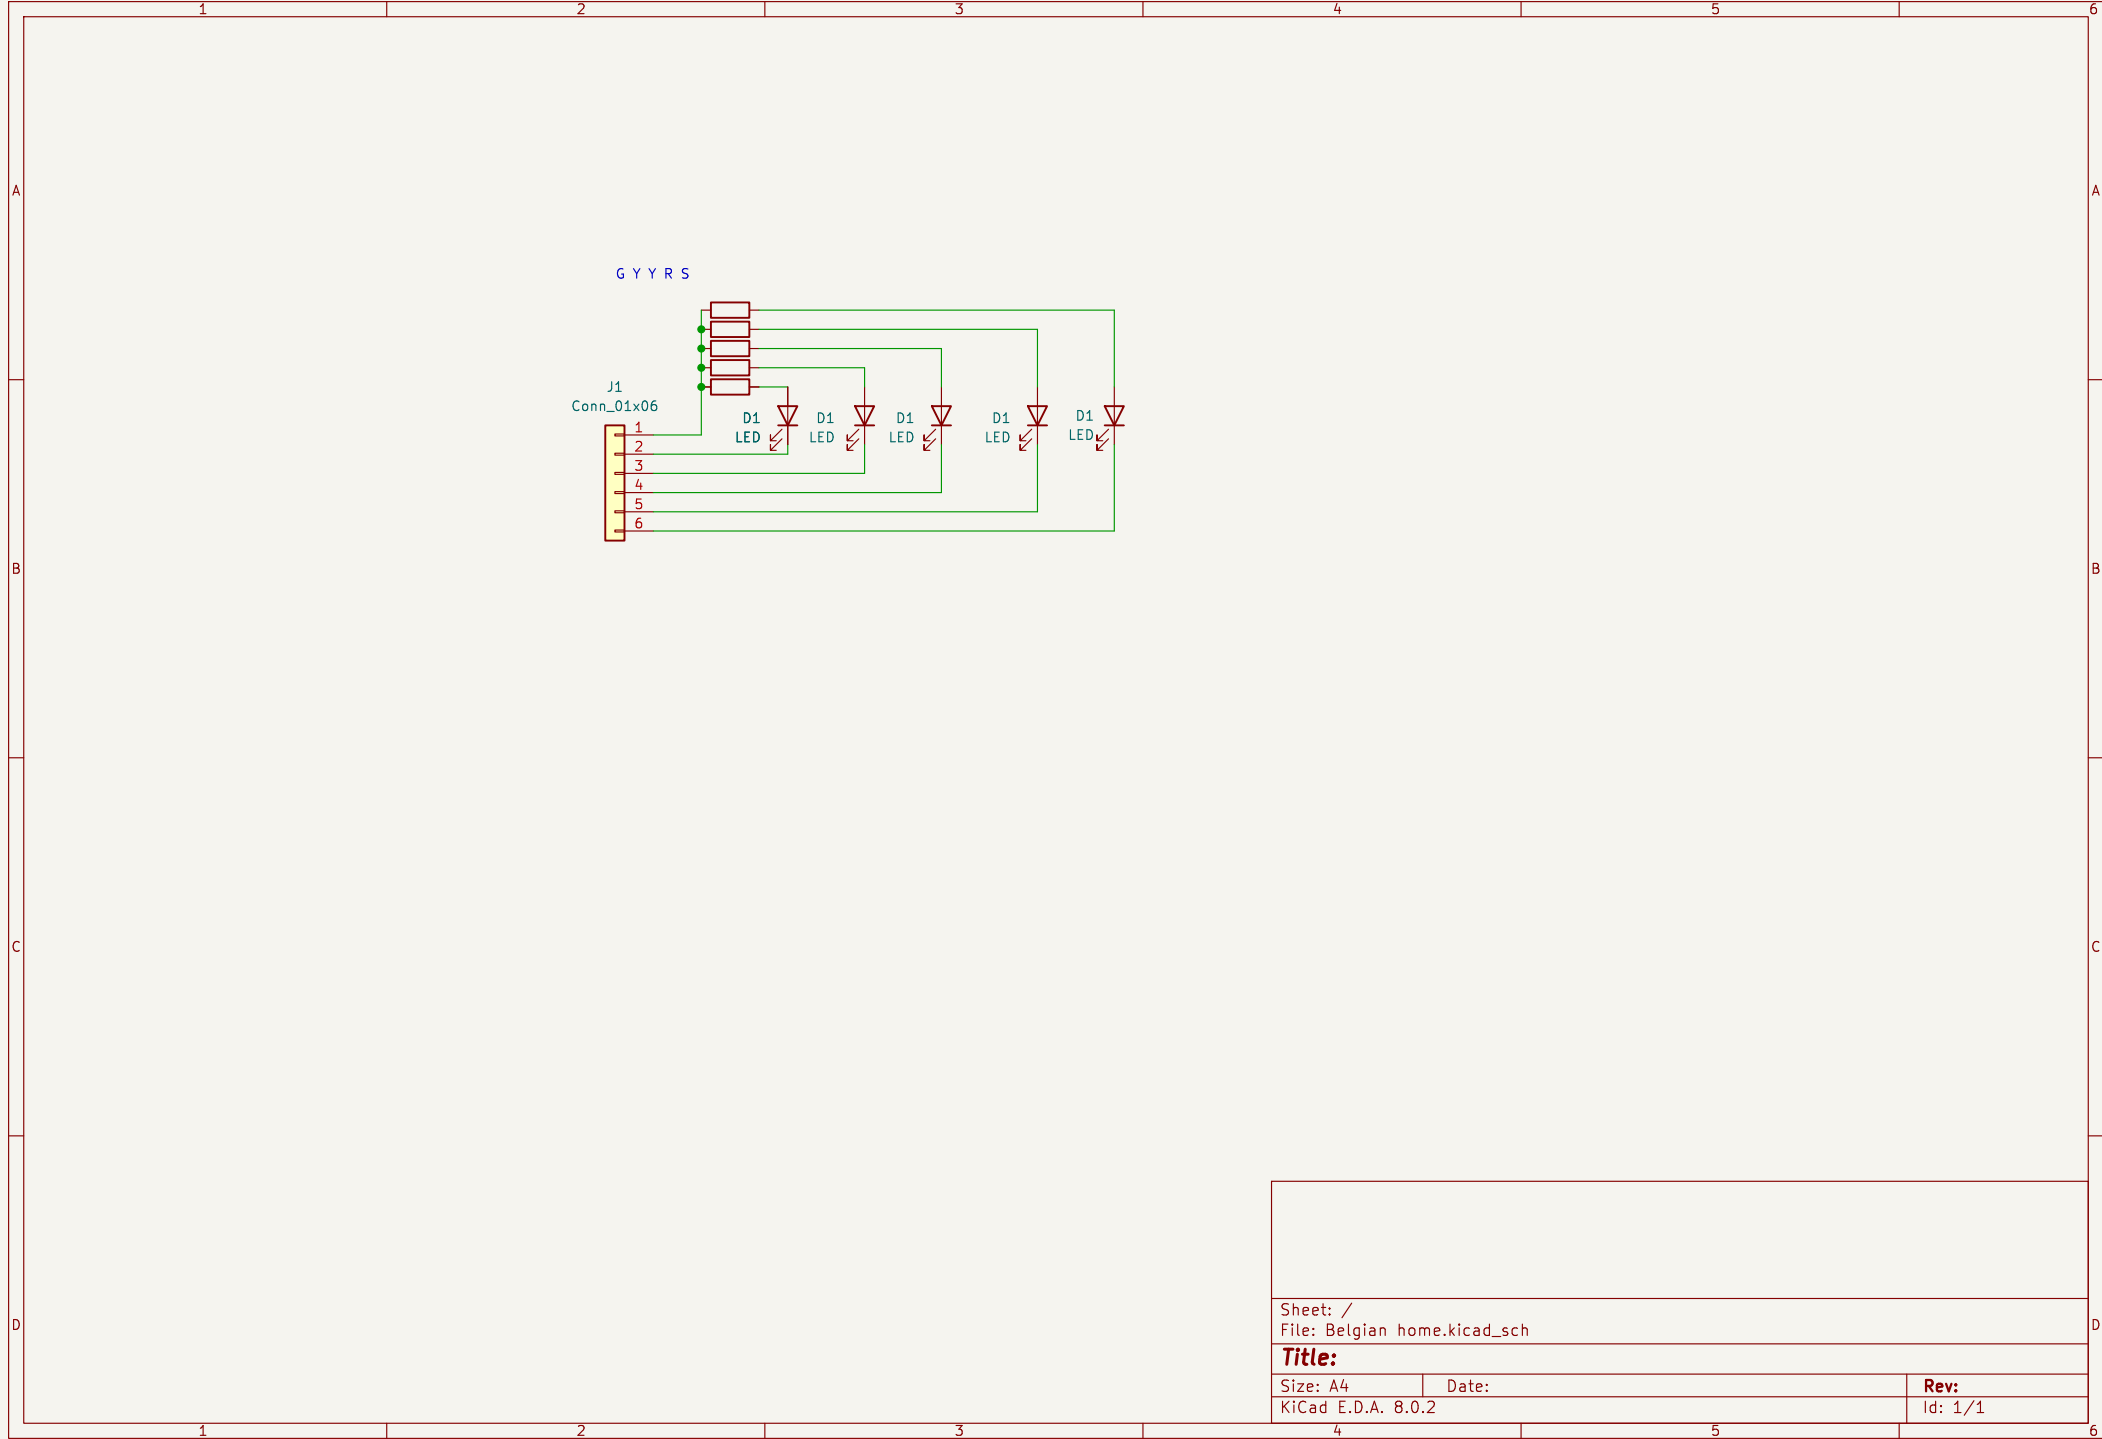 1 2 3 4 5 6
A A
G Y Y R S
J1
Conn_01x06
D1 D1 D1 D1 D1
LED LED LED LED LED
1
2
3
4
5
6
B B
C C
D D
Sheet: /
File: Belgian home.kicad_sch
Title:
Size: A4 Date: Rev:
KiCad E.D.A. 8.0.2 Id: 1/1
1 2 3 4 5 6